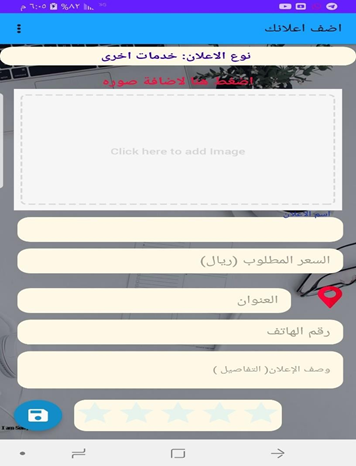 ٦:٠٥ م
%٨٢
اضف اعلانك
نوع الاعلان: خدمات اخرى
اضغط هنا لاضافة صوره
Click here to add Image
اسم الاعلان
السعر المطلوب (ريال)
العنوان
رقم الهاتف
وصف الإعلان( التفاصيل )